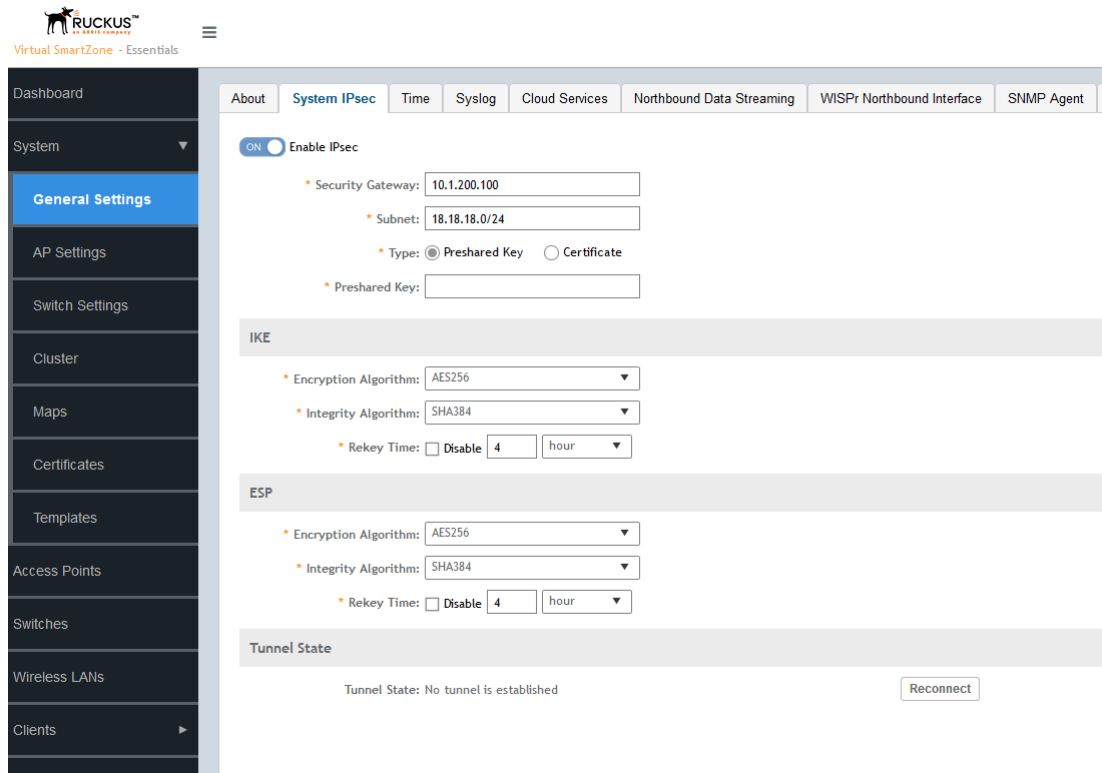 RUCKUS™
an ARRIS company
Virtual SmartZone - Essentials
Dashboard
System
General Settings
AP Settings
Switch Settings
Cluster
Maps
Certificates
Templates
Access Points
Switches
Wireless LANs
Clients
About System IPsec Time Syslog Cloud Services Northbound Data Streaming WISPr Northbound Interface SNMP Agent
ON Enable IPsec
* Security Gateway: 10.1.200.100
* Subnet: 18.18.18.0/24
* Type: Preshared Key Certificate
* Preshared Key:
IKE
* Encryption Algorithm: AES256
* Integrity Algorithm: SHA384
* Rekey Time: Disable 4 hour
ESP
* Encryption Algorithm: AES256
* Integrity Algorithm: SHA384
* Rekey Time: Disable 4 hour
Tunnel State
Tunnel State: No tunnel is established Reconnect